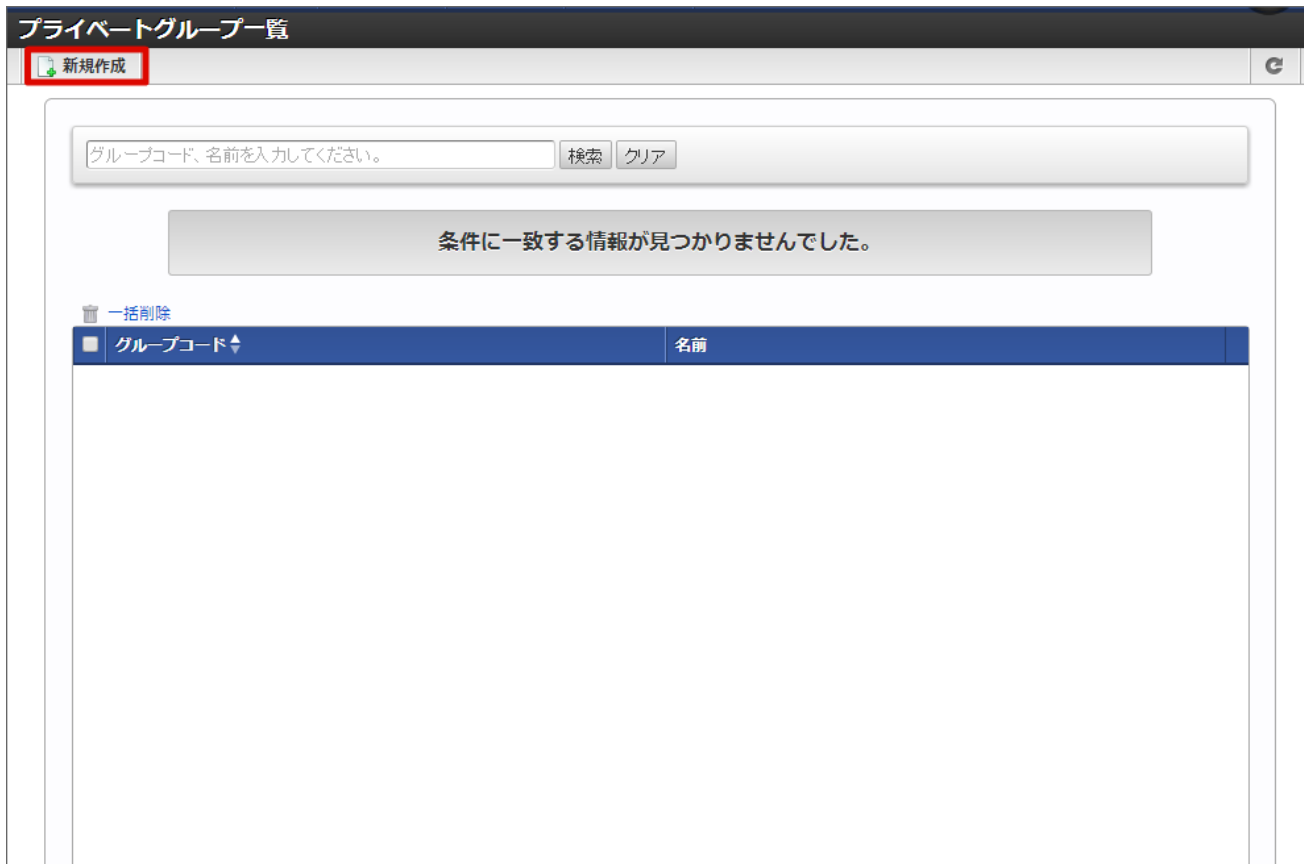 プライベートグループ一覧
新規作成
グループコード、名前を入力してください。 検索 クリア
条件に一致する情報が見つかりませんでした。
一括削除
グループコード 名前